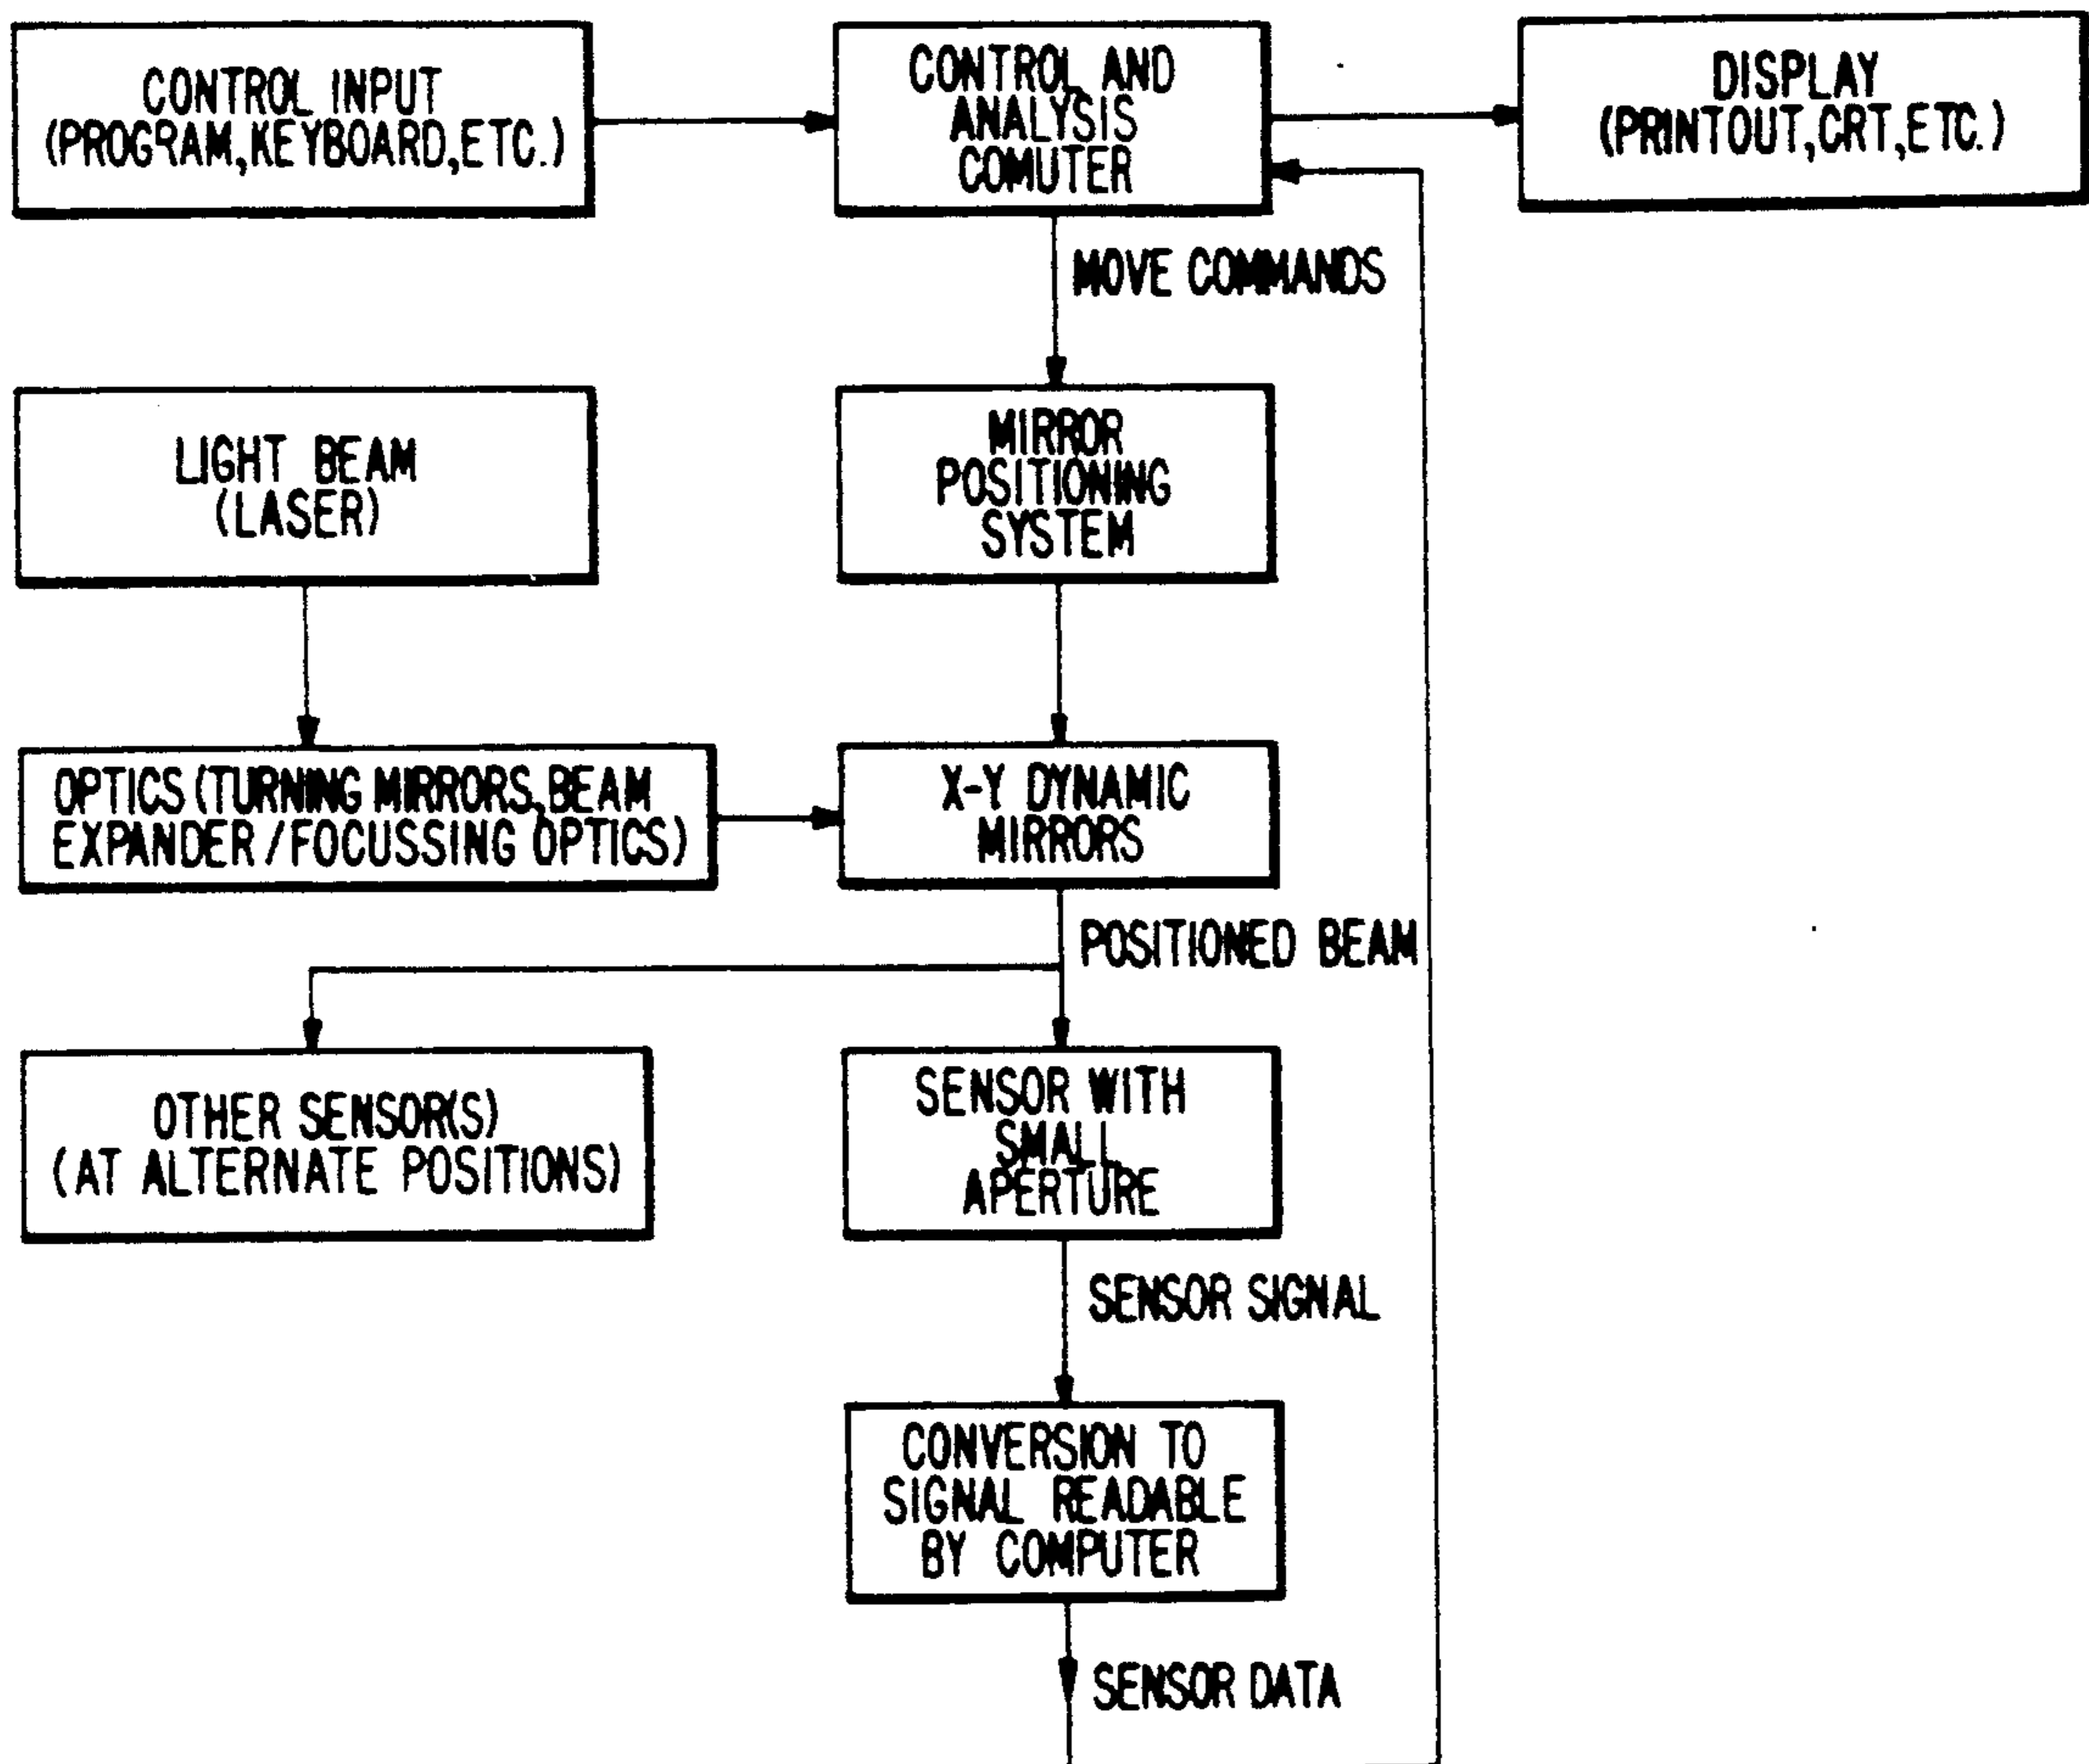 CONTROL INPUT
(PROGRAM,KEYBOARD,ETC.)
CONTROL AND
ANALYSIS
COMUTER
DISPLAY
(PRINTOUT,CRT,ETC.)
MOVE COMMANDS
LIGHT BEAM
(LASER)
MIRROR
POSITIONING
SYSTEM
OPTICS (TURNING MIRRORS,BEAM
EXPANDER/FOCUSSING OPTICS)
X-Y DYNAMIC
MIRRORS
POSITIONED BEAM
OTHER SENSOR(S)
(AT ALTERNATE POSITIONS)
SENSOR WITH
SMALL
APERTURE
SENSOR SIGNAL
CONVERSION TO
SIGNAL READABLE
BY COMPUTER
SENSOR DATA